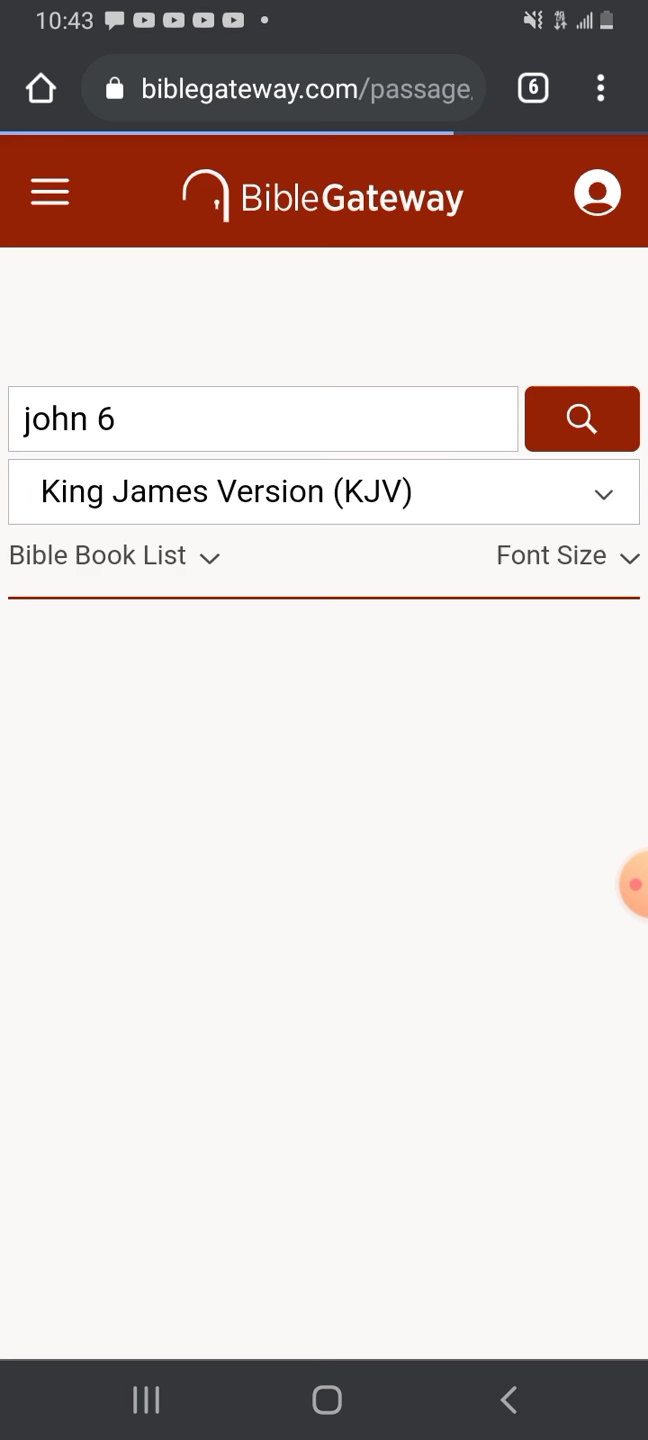 10:43
biblegateway.com/passage
6
BibleGateway
john 6
King James Version (KJV)
Bible Book List
Font Size